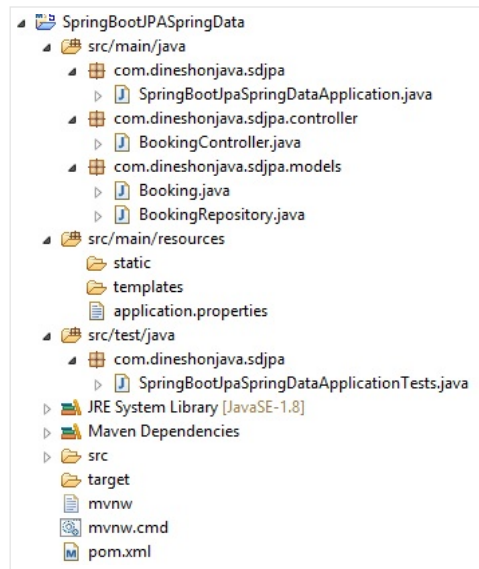 SpringBootJPASpringData
src/main/java
com.dineshonjava.sdjpa
SpringBootJpaSpringDataApplication.java
com.dineshonjava.sdjpa.controller
BookingController.java
com.dineshonjava.sdjpa.models
Booking.java
BookingRepository.java
src/main/resources
static
templates
application.properties
src/test/java
com.dineshonjava.sdjpa
SpringBootJpaSpringDataApplicationTests.java
JRE System Library [JavaSE-1.8]
Maven Dependencies
src
target
mvnw
mvnw.cmd
pom.xml